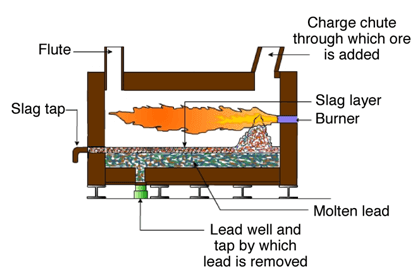 Flute
Charge chute
through which ore
is added
Slag tap
Slag layer
Burner
Molten lead
Lead well and
tap by which
lead is removed